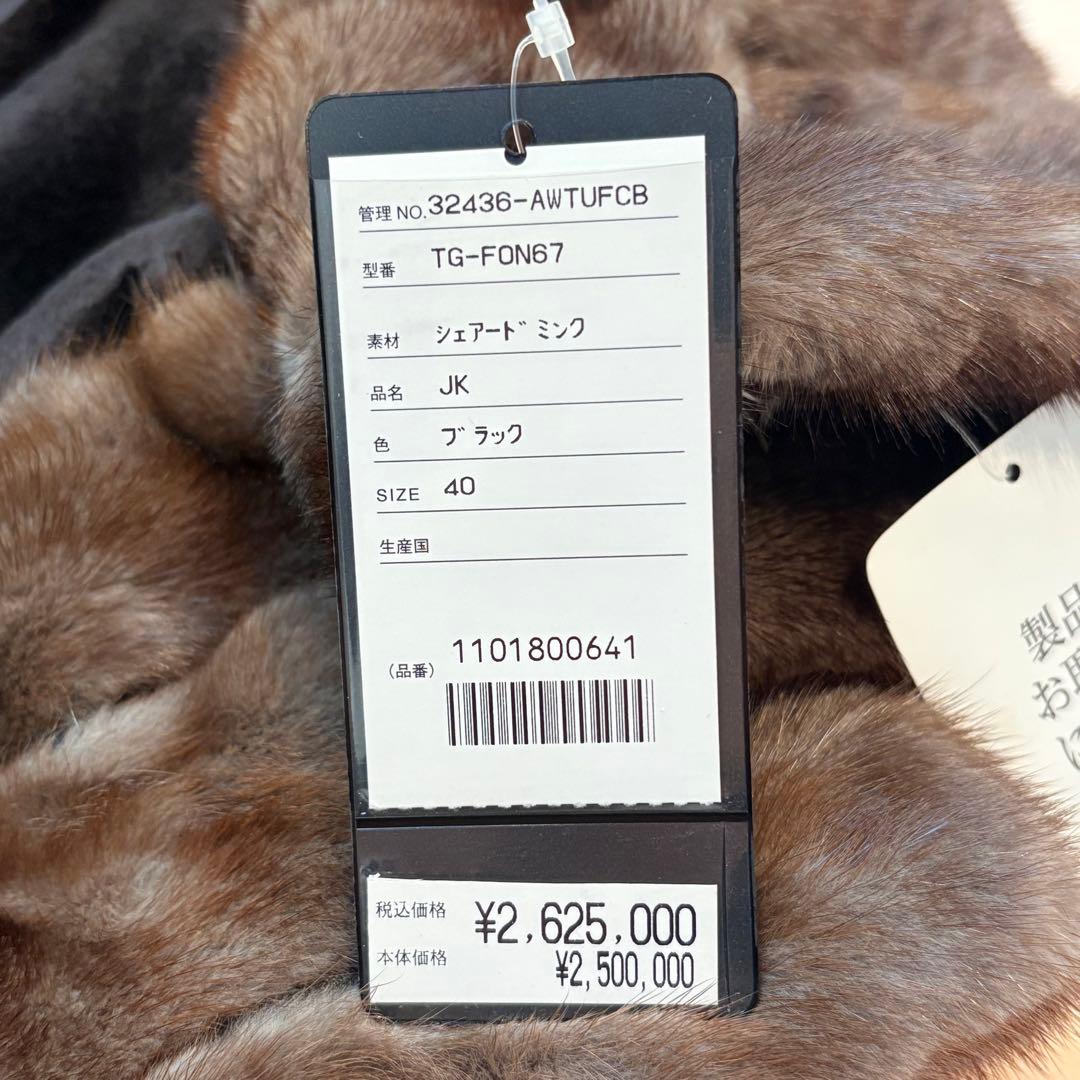 管理 NO. 32436-AWTUFCB
型番 TG-FON67
素材 シェアード ミンク
品名 JK
色 ブラック
SIZE 40
生産国
(品番) 1101800641
税込価格 ¥2,625,000
本体価格 ¥2,500,000
製品
お取
に